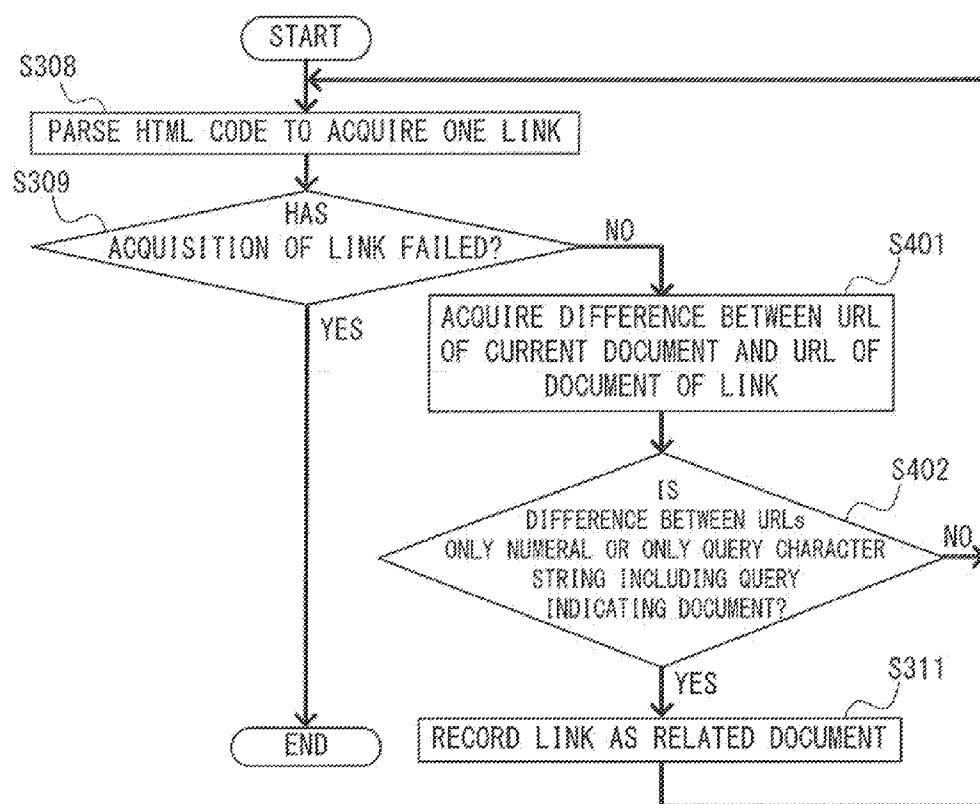 START
S308
PARSE HTML CODE TO ACQUIRE ONE LINK
S309
HAS
ACQUISITION OF LINK FAILED?
NO
YES
S401
ACQUIRE DIFFERENCE BETWEEN URL
OF CURRENT DOCUMENT AND URL OF
DOCUMENT OF LINK
S402
IS
DIFFERENCE BETWEEN URLs
ONLY NUMERAL OR ONLY QUERY CHARACTER
STRING INCLUDING QUERY
INDICATING DOCUMENT?
NO
YES
S311
RECORD LINK AS RELATED DOCUMENT
END